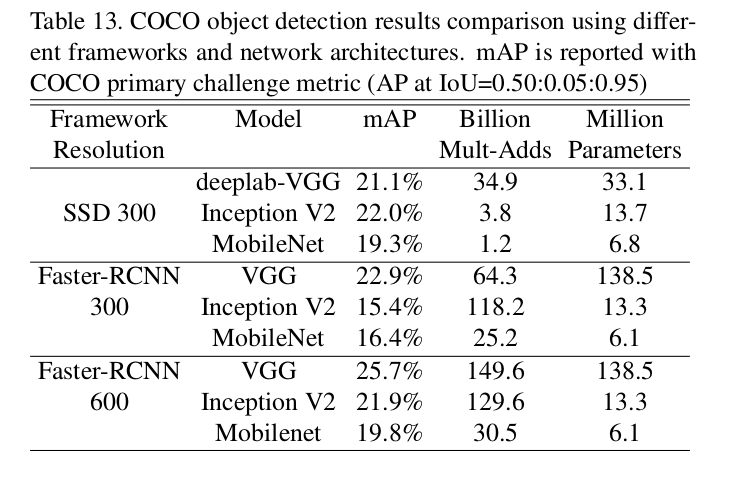 Table 13. COCO object detection results comparison using differ-
ent frameworks and network architectures. mAP is reported with
COCO primary challenge metric (AP at IoU=0.50:0.05:0.95)
Framework Model mAP Billion Million
Resolution Mult-Adds Parameters
deeplab-VGG 21.1% 34.9 33.1
SSD 300 Inception V2 22.0% 3.8 13.7
MobileNet 19.3% 1.2 6.8
Faster-RCNN VGG 22.9% 64.3 138.5
300 Inception V2 15.4% 118.2 13.3
MobileNet 16.4% 25.2 6.1
Faster-RCNN VGG 25.7% 149.6 138.5
600 Inception V2 21.9% 129.6 13.3
Mobilenet 19.8% 30.5 6.1